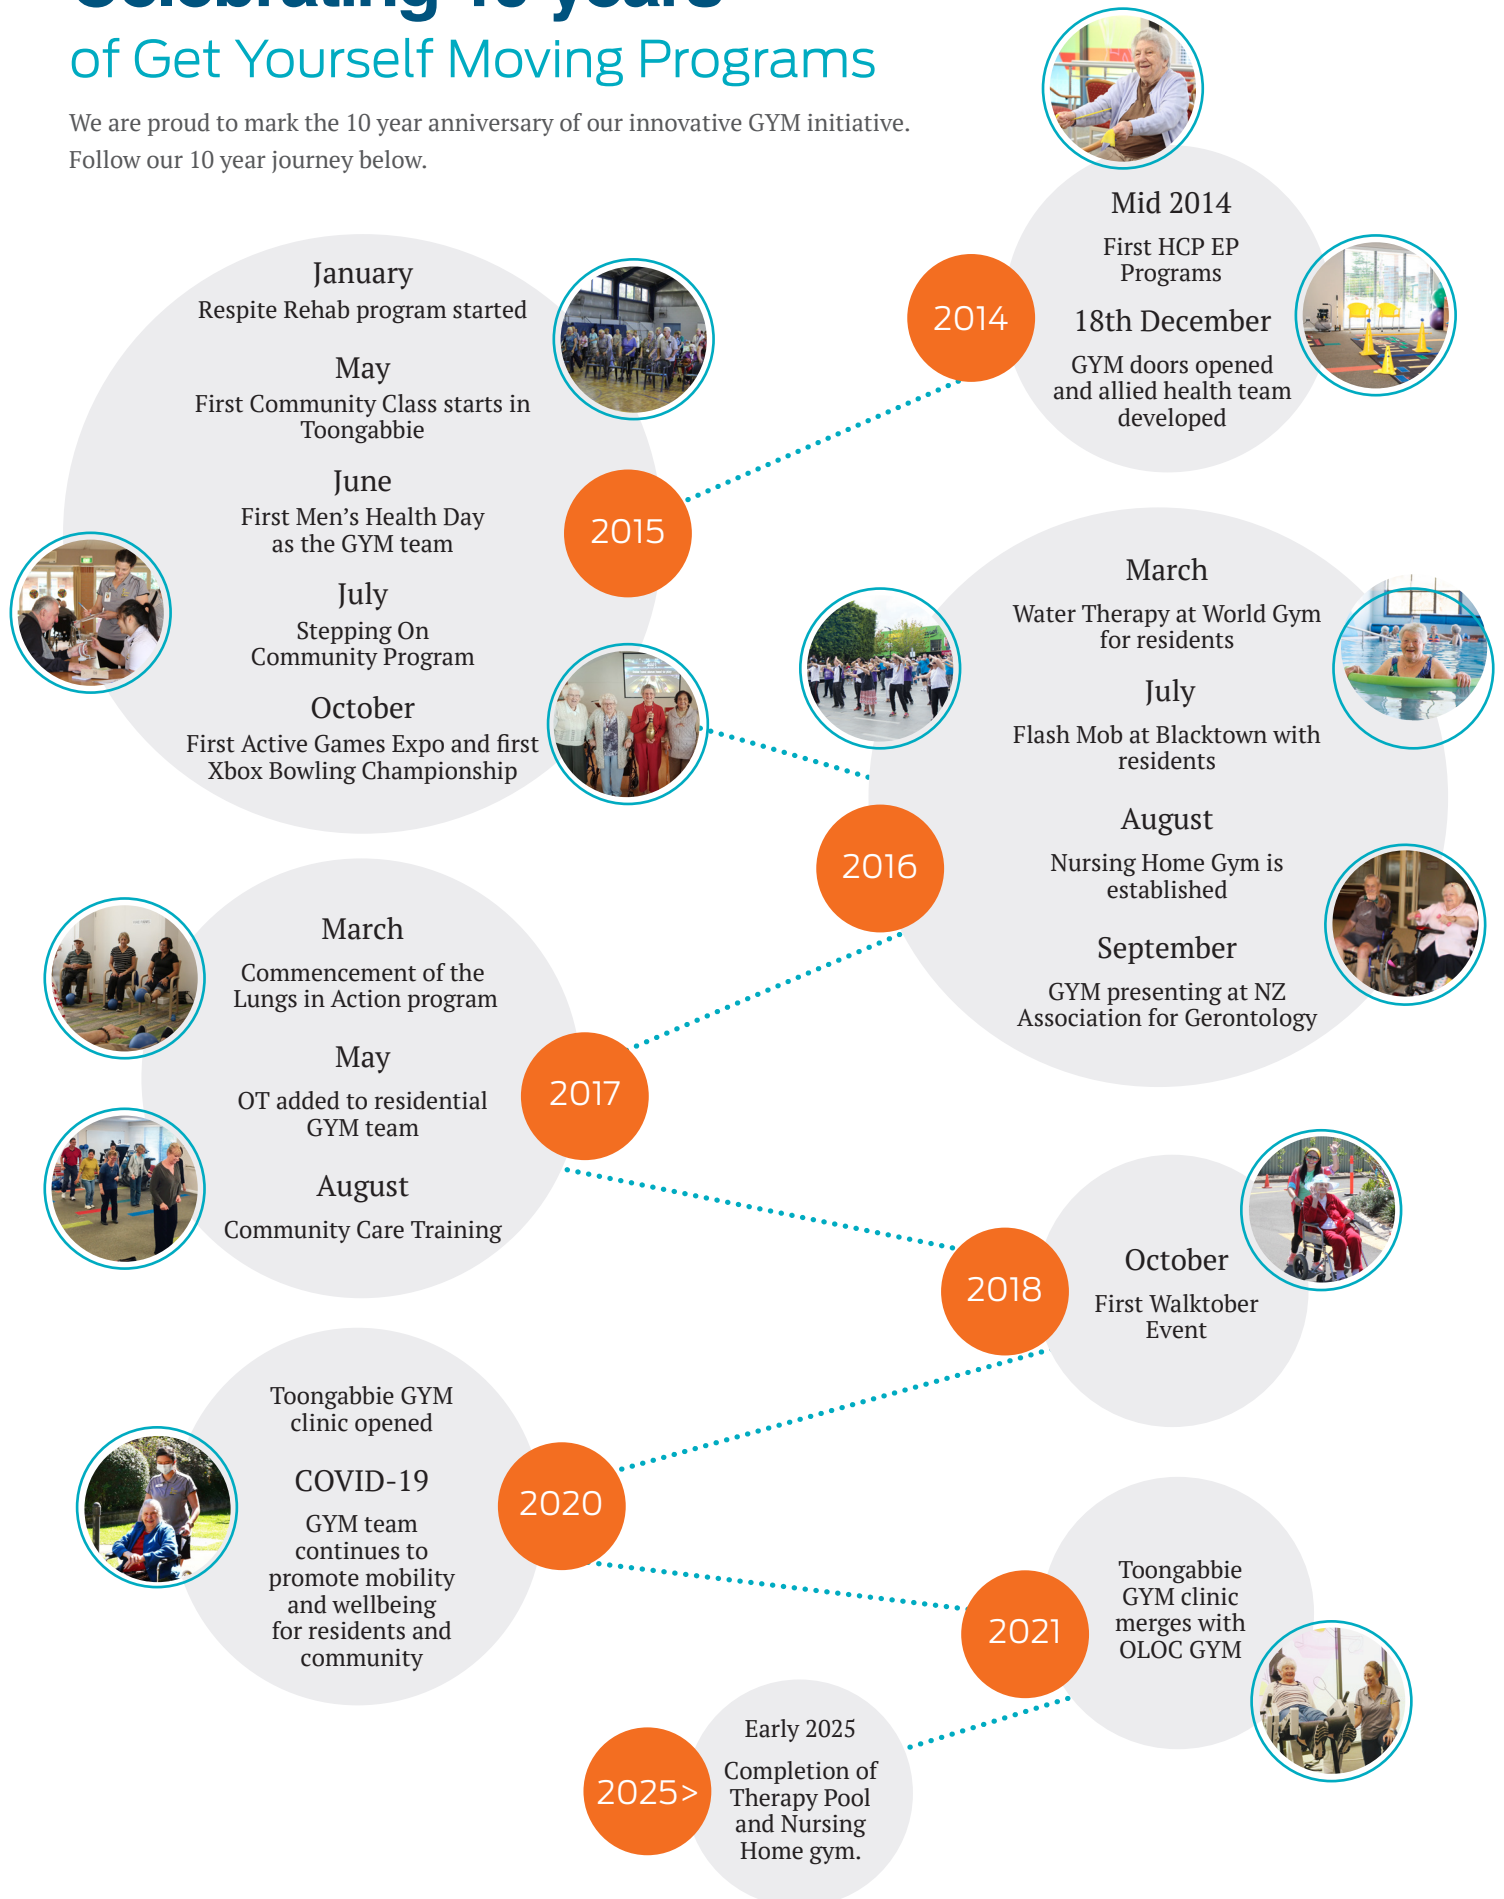 of Get Yourself Moving Programs
We are proud to mark the 10 year anniversary of our innovative GYM initiative.
Follow our 10 year journey below.
2014
Mid 2014
First HCP EP
Programs
18th December
GYM doors opened
and allied health team
developed
2015
January
Respite Rehab program started
May
First Community Class starts in
Toongabbie
June
First Men's Health Day
as the GYM team
July
Stepping On
Community Program
October
First Active Games Expo and first
Xbox Bowling Championship
2016
March
Water Therapy at World Gym
for residents
July
Flash Mob at Blacktown with
residents
August
Nursing Home Gym is
established
September
GYM presenting at NZ
Association for Gerontology
2017
March
Commencement of the
Lungs in Action program
May
OT added to residential
GYM team
August
Community Care Training
2018
October
First Walktober
Event
2020
Toongabbie GYM
clinic opened
COVID-19
GYM team
continues to
promote mobility
and wellbeing
for residents and
community
2021
Toongabbie
GYM clinic
merges with
OLOC GYM
2025>
Early 2025
Completion of
Therapy Pool
and Nursing
Home gym.